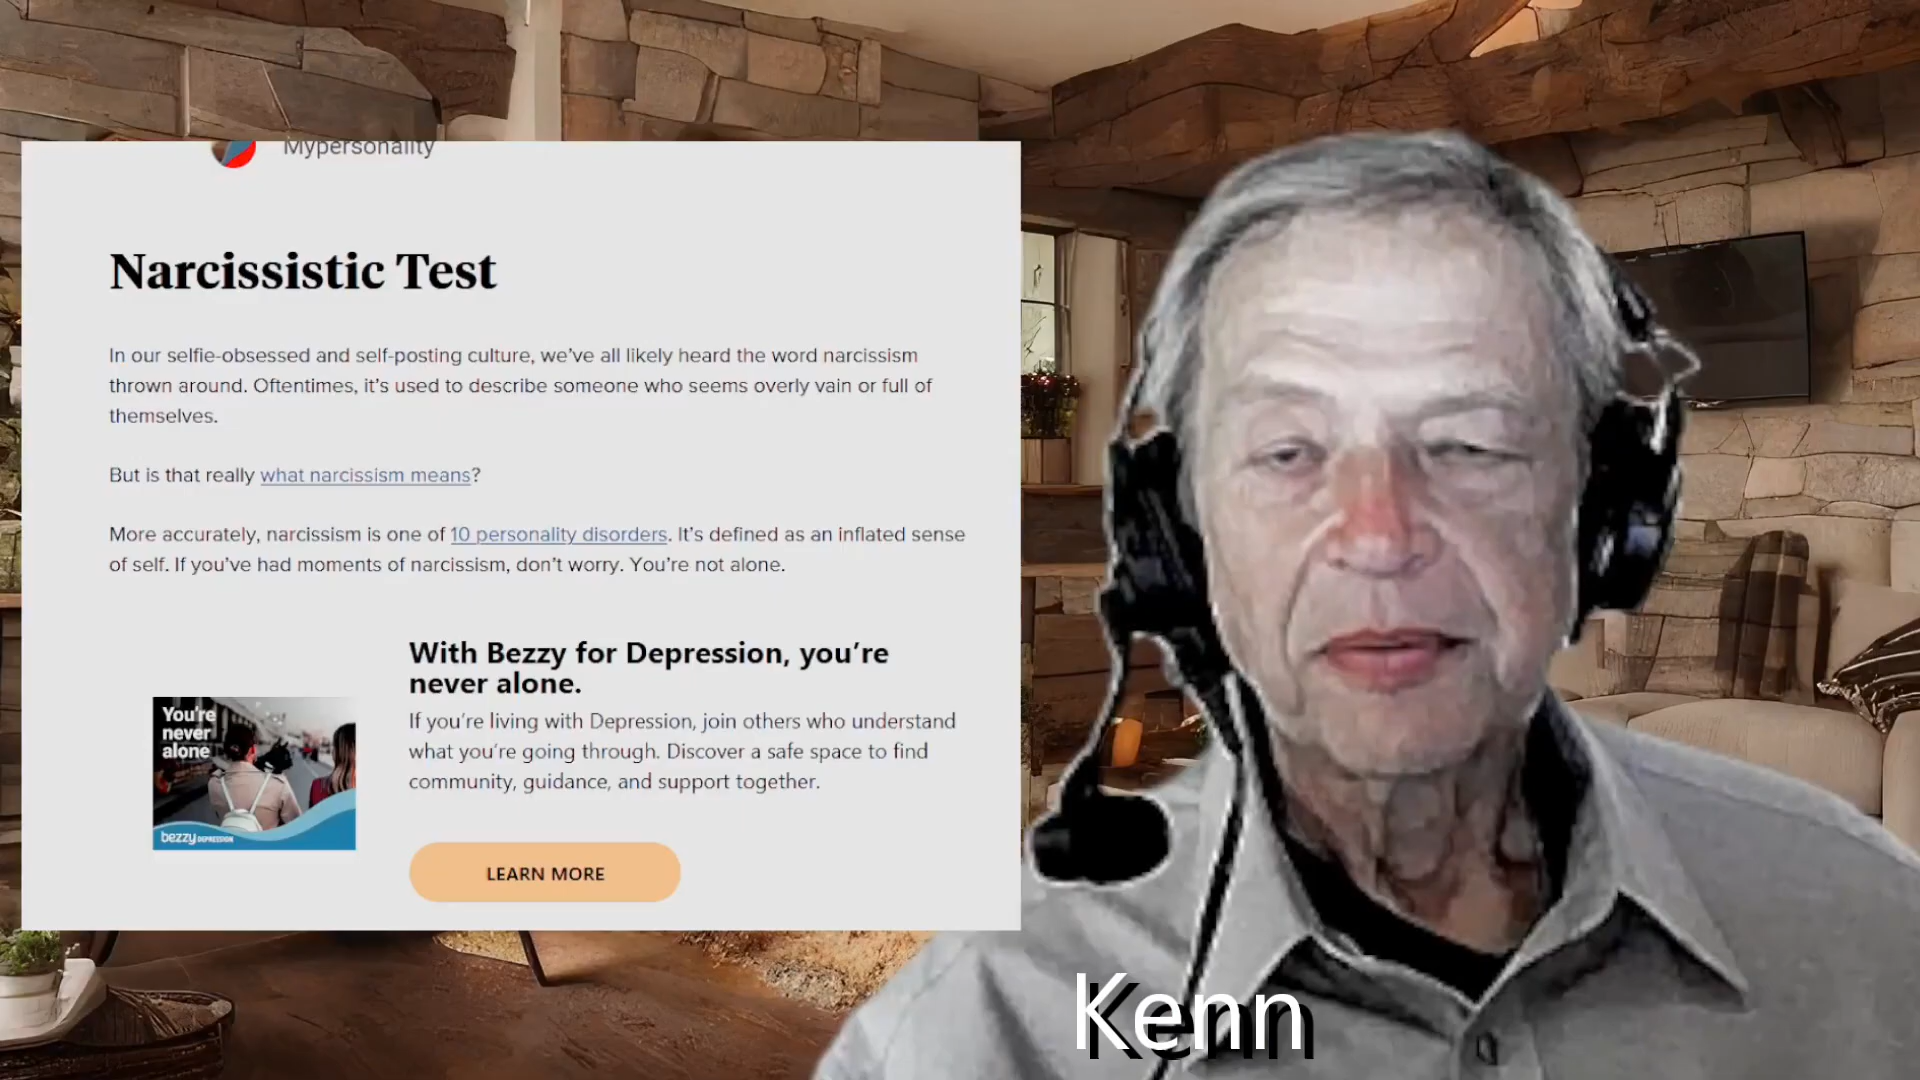 Mypersonality
Narcissistic Test
In our selfie-obsessed and self-posting culture, we've all likely heard the word narcissism
thrown around. Oftentimes, it's used to describe someone who seems overly vain or full of
themselves.
But is that really what narcissism means?
More accurately, narcissism is one of 10 personality disorders. It's defined as an inflated sense
of self. If you've had moments of narcissism, don't worry. You're not alone.
With Bezzy for Depression, you're
never alone.
If you're living with Depression, join others who understand
what you're going through. Discover a safe space to find
community, guidance, and support together.
You're
never
alone
bezzy DEPRESSION
LEARN MORE
Kenn